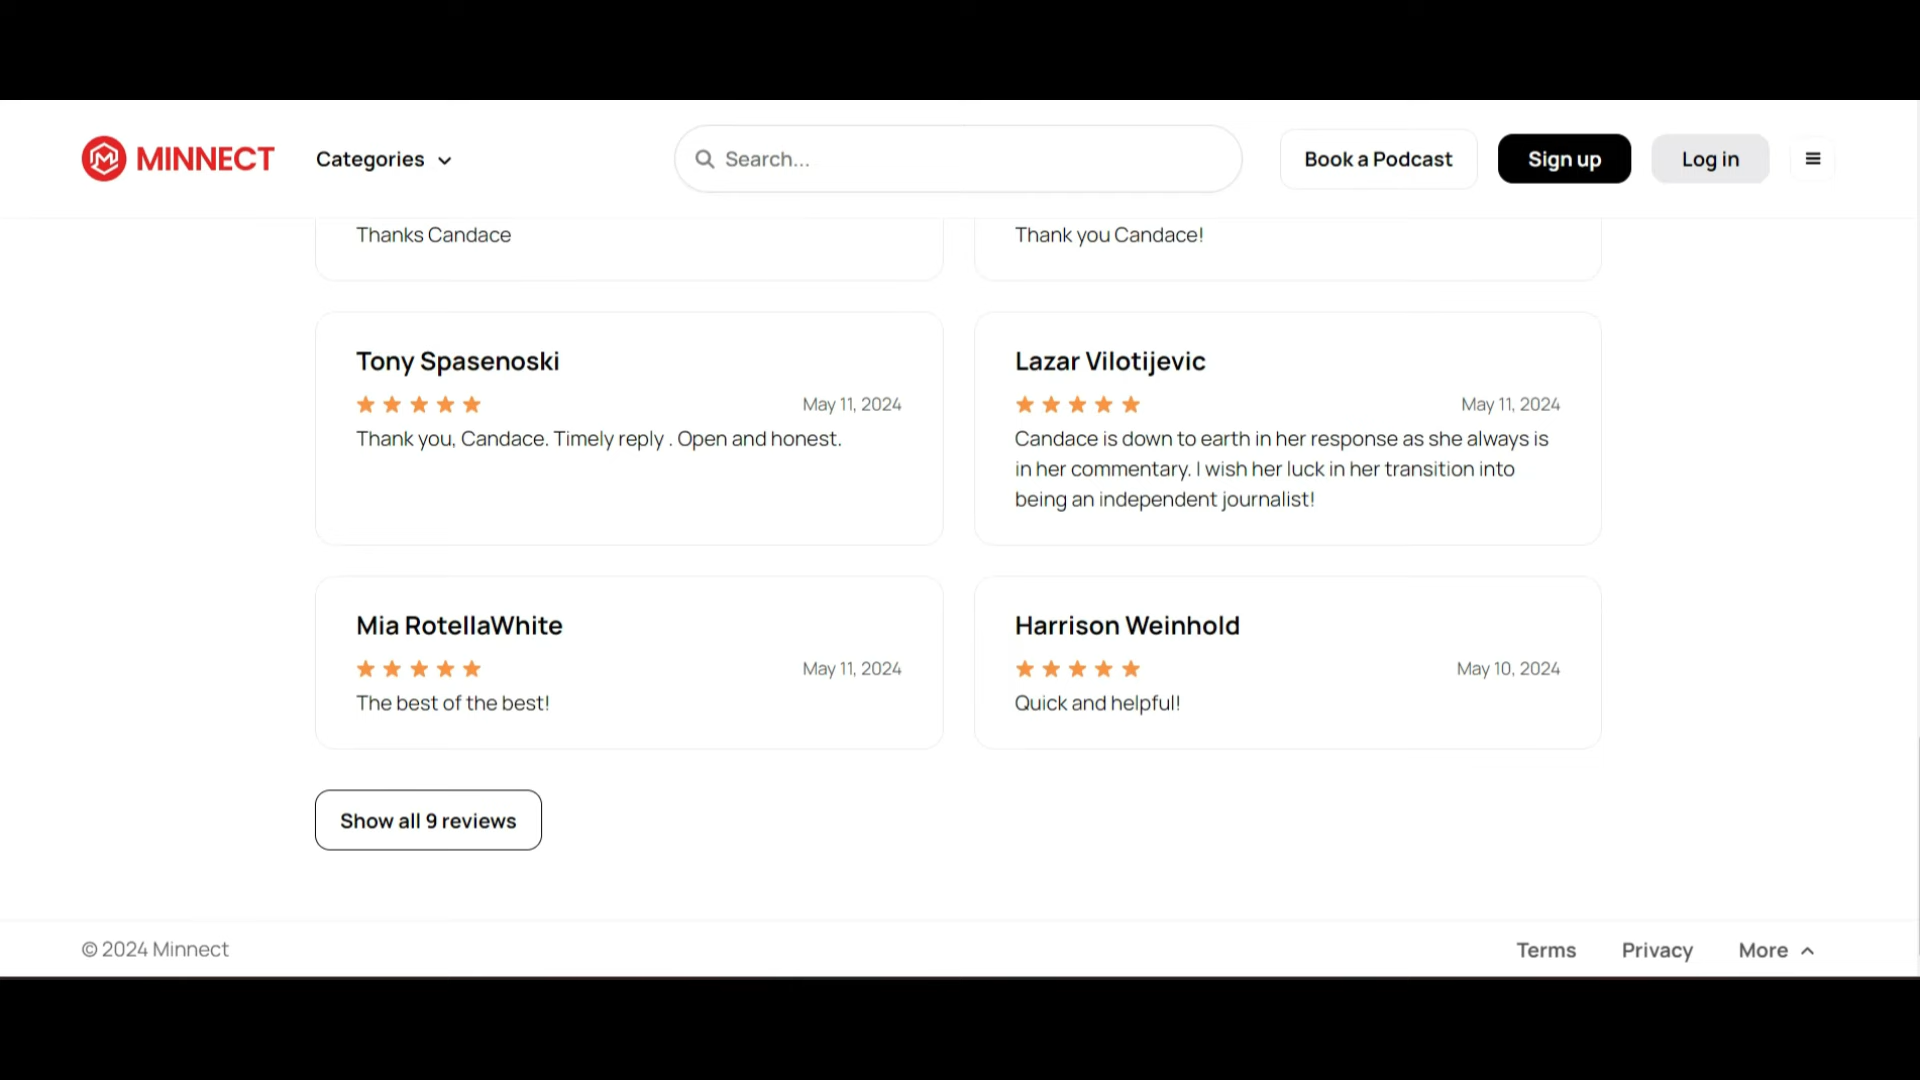 MINNECT
Categories
Search...
Book a Podcast
Sign up
Log in
Thanks Candace
Thank you Candace!
Tony Spasenoski
May 11, 2024
Thank you, Candace. Timely reply . Open and honest.
Lazar Vilotijevic
May 11, 2024
Candace is down to earth in her response as she always is
in her commentary. I wish her luck in her transition into
being an independent journalist!
Mia RotellaWhite
May 11, 2024
The best of the best!
Harrison Weinhold
May 10, 2024
Quick and helpful!
Show all 9 reviews
© 2024 Minnect
Terms
Privacy
More